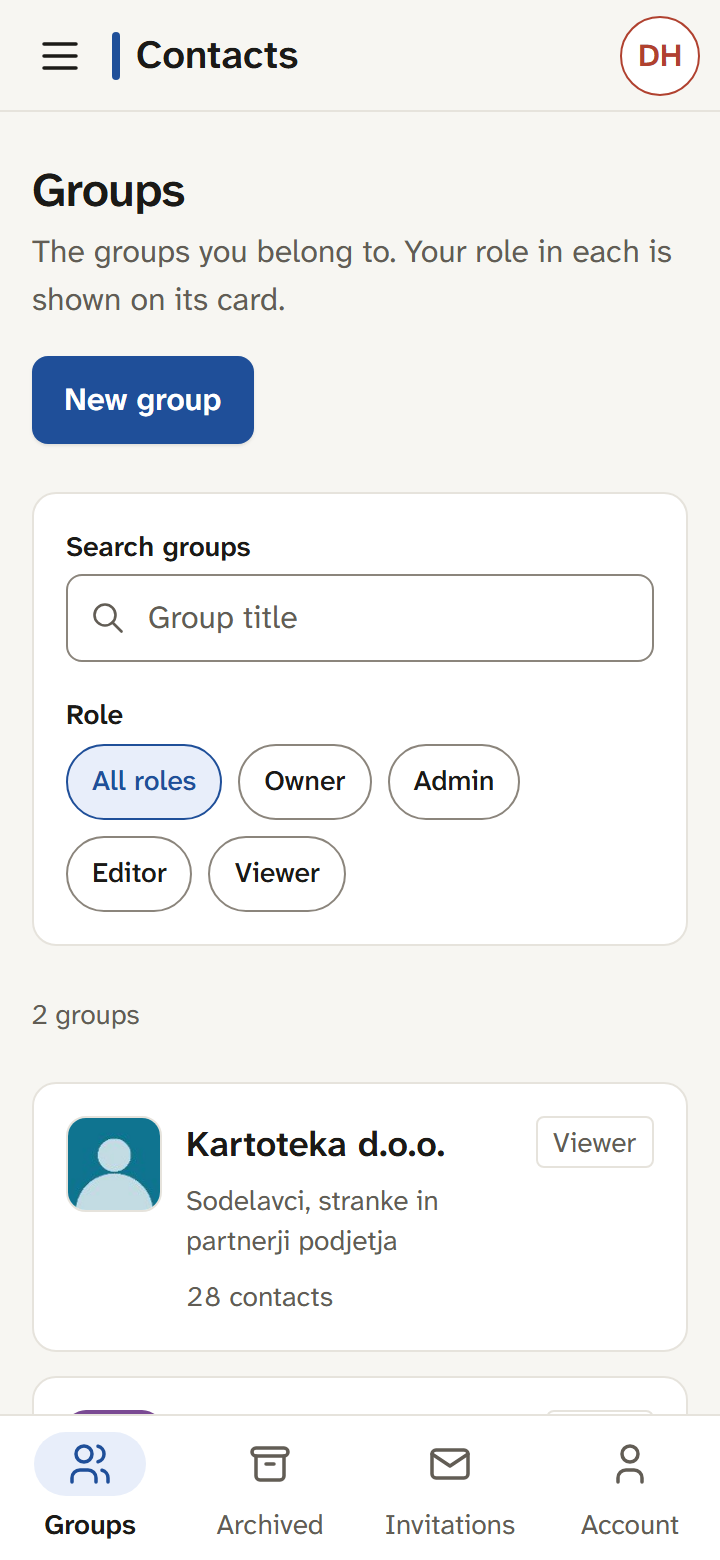 Contacts
DH
Groups
The groups you belong to. Your role in each is
shown on its card.
New group
Search groups
Group title
Role
All roles
Owner
Admin
Editor
Viewer
2 groups
Kartoteka d.o.o.
Viewer
Sodelavci, stranke in
partnerji podjetja
28 contacts
Groups
Archived
Invitations
Account